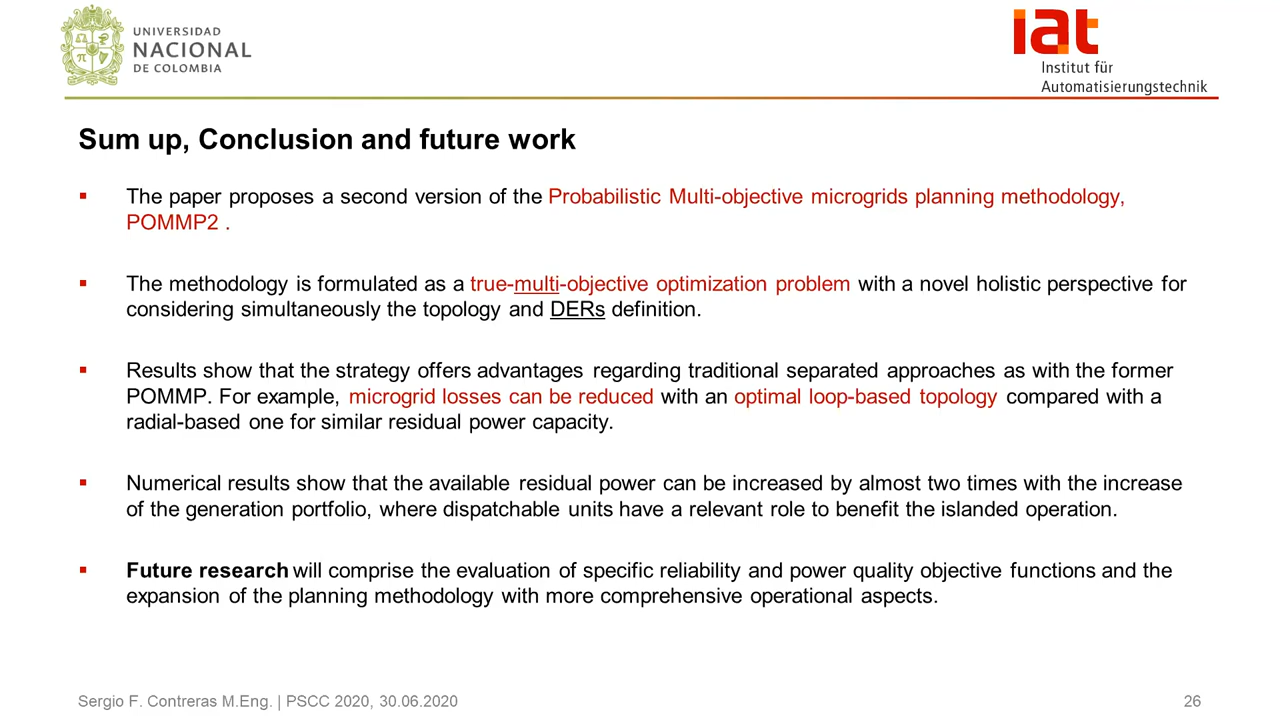 UNIVERSIDAD
NACIONAL
DE COLOMBIA
iat
Institut für
Automatisierungstechnik
Sum up, Conclusion and future work
▪ The paper proposes a second version of the Probabilistic Multi-objective microgrids planning methodology,
POMMP2 .
▪ The methodology is formulated as a true-multi-objective optimization problem with a novel holistic perspective for
considering simultaneously the topology and DERs definition.
▪ Results show that the strategy offers advantages regarding traditional separated approaches as with the former
POMMP. For example, microgrid losses can be reduced with an optimal loop-based topology compared with a
radial-based one for similar residual power capacity.
▪ Numerical results show that the available residual power can be increased by almost two times with the increase
of the generation portfolio, where dispatchable units have a relevant role to benefit the islanded operation.
▪ Future research will comprise the evaluation of specific reliability and power quality objective functions and the
expansion of the planning methodology with more comprehensive operational aspects.
Sergio F. Contreras M.Eng. | PSCC 2020, 30.06.2020
26